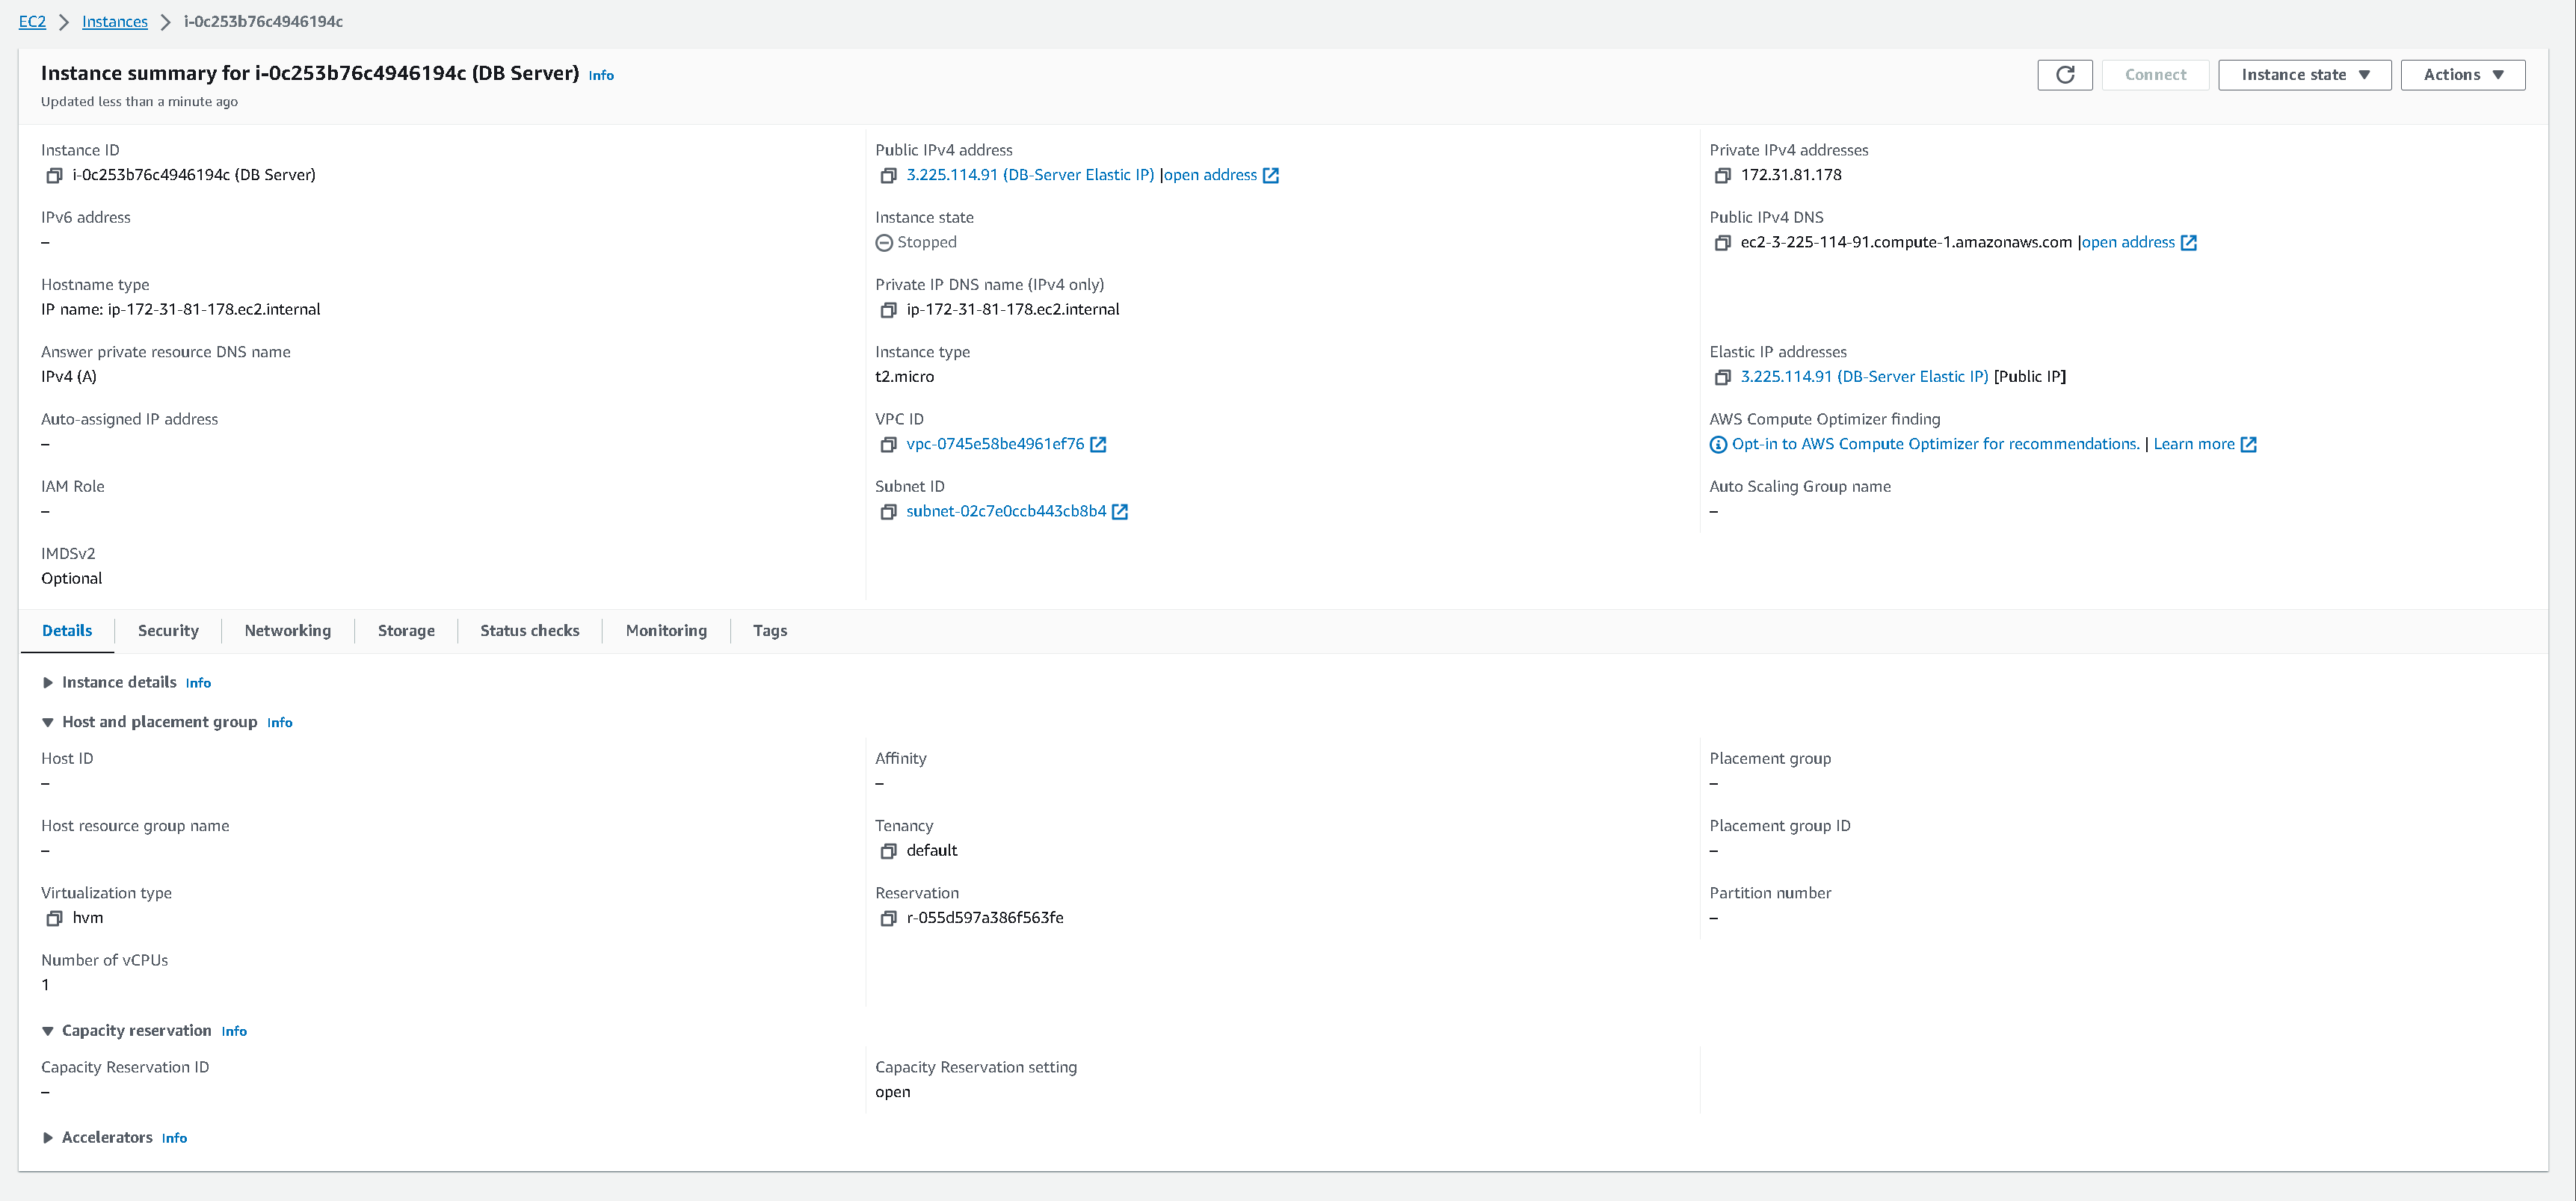 EC2 > Instances > i-0c253b76c4946194c
Instance summary for i-0c253b76c4946194c (DB Server) Info
Updated less than a minute ago
Connect
Instance state
Actions
Instance ID
i-0c253b76c4946194c (DB Server)
Public IPv4 address
3.225.114.91 (DB-Server Elastic IP) |open address
Private IPv4 addresses
172.31.81.178
IPv6 address
–
Instance state
Stopped
Public IPv4 DNS
ec2-3-225-114-91.compute-1.amazonaws.com |open address
Hostname type
IP name: ip-172-31-81-178.ec2.internal
Private IP DNS name (IPv4 only)
ip-172-31-81-178.ec2.internal
Answer private resource DNS name
IPv4 (A)
Instance type
t2.micro
Elastic IP addresses
3.225.114.91 (DB-Server Elastic IP) [Public IP]
Auto-assigned IP address
–
VPC ID
vpc-0745e58be4961ef76
AWS Compute Optimizer finding
Opt-in to AWS Compute Optimizer for recommendations. | Learn more
IAM Role
–
Subnet ID
subnet-02c7e0ccb443cb8b4
Auto Scaling Group name
–
IMDSv2
Optional
Details
Security
Networking
Storage
Status checks
Monitoring
Tags
Instance details Info
Host and placement group Info
Host ID
–
Affinity
–
Placement group
–
Host resource group name
–
Tenancy
default
Placement group ID
–
Virtualization type
hvm
Reservation
r-055d597a386f563fe
Partition number
–
Number of vCPUs
1
Capacity reservation Info
Capacity Reservation ID
–
Capacity Reservation setting
open
Accelerators Info